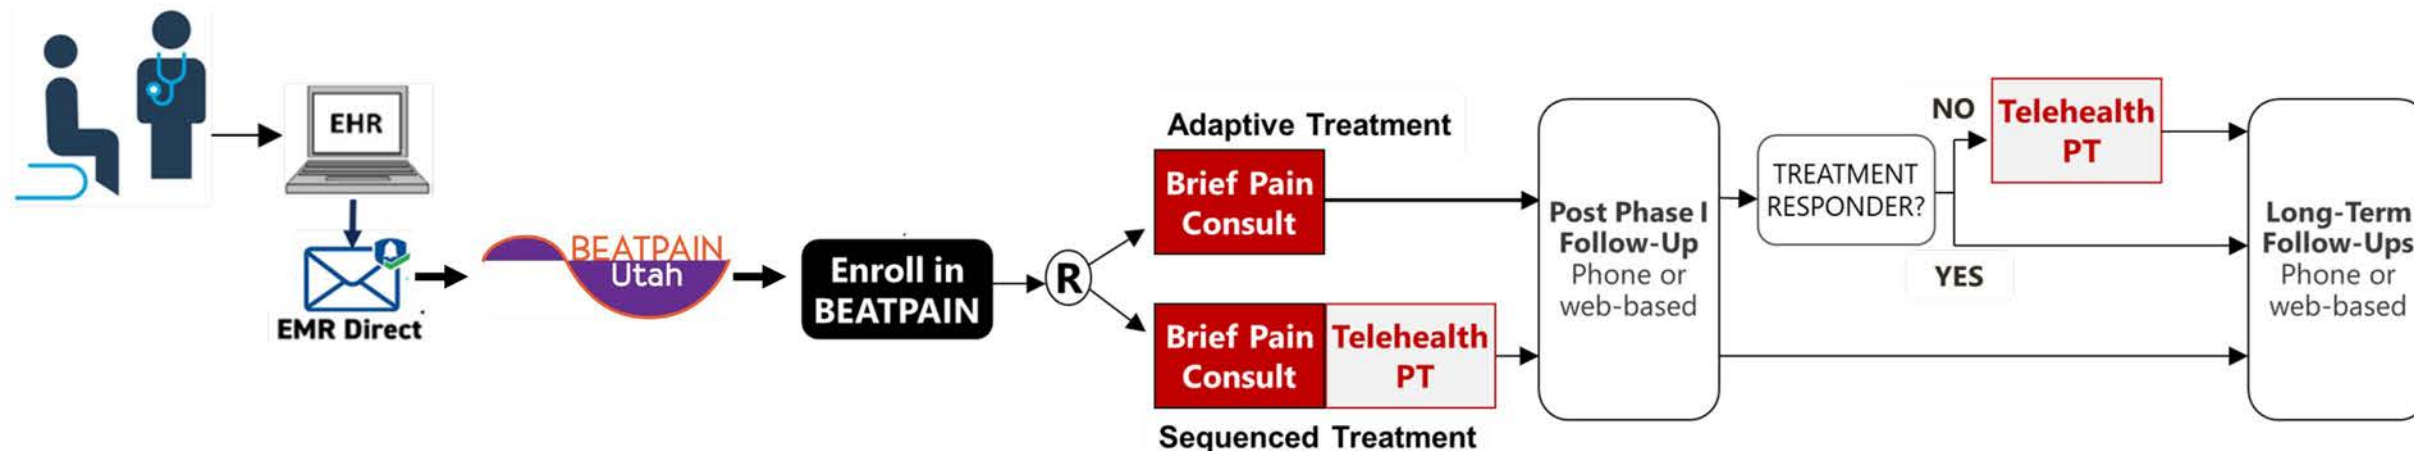 EHR
EMR Direct
BEATPAIN
Utah
Enroll in
BEATPAIN
R
Adaptive Treatment
Brief Pain
Consult
Brief Pain
Consult
Telehealth
PT
Sequenced Treatment
Post Phase I
Follow-Up
Phone or
web-based
TREATMENT
RESPONDER?
NO
Telehealth
PT
YES
Long-Term
Follow-Ups
Phone or
web-based